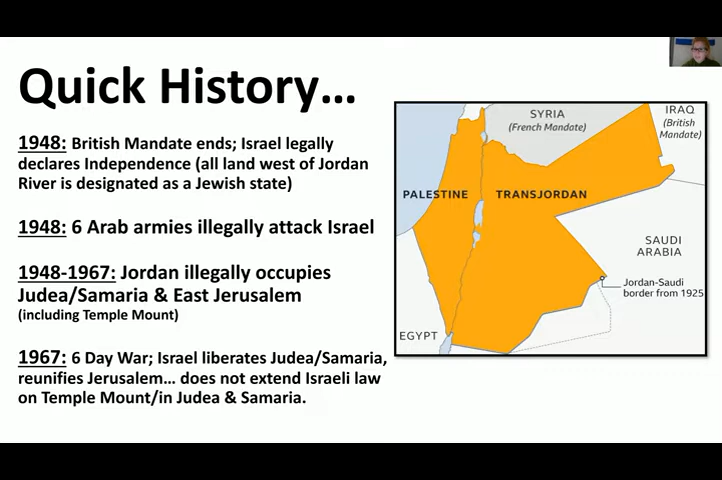 Quick History...
1948: British Mandate ends; Israel legally
declares Independence (all land west of Jordan
River is designated as a Jewish state)
1948: 6 Arab armies illegally attack Israel
1948-1967: Jordan illegally occupies
Judea/Samaria & East Jerusalem
(including Temple Mount)
1967: 6 Day War; Israel liberates Judea/Samaria,
reunifies Jerusalem... does not extend Israeli law
on Temple Mount/in Judea & Samaria.
SYRIA
(French Mandate)
IRAQ
(British
Mandate)
PALESTINE
TRANSJORDAN
SAUDI
ARABIA
Jordan-Saudi
border from 1925
EGYPT